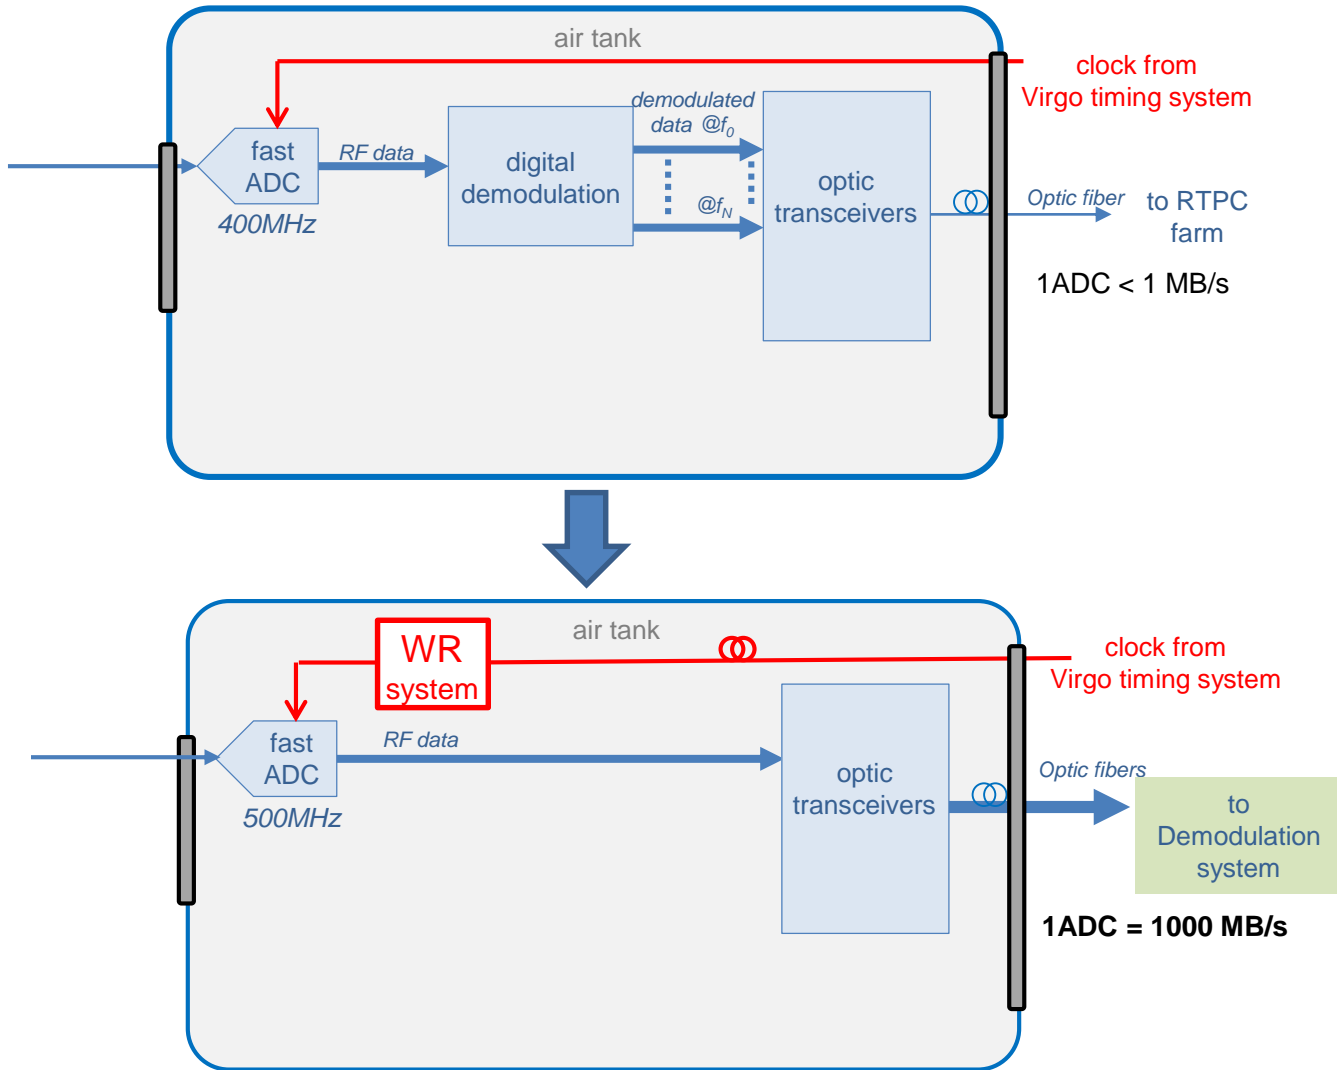 air tank
clock from
Virgo timing system
demodulated
data @f0
fast
ADC
RF data
digital
demodulation
optic
transceivers
@fN
400MHz
Optic fiber
to RTPC
farm
1ADC < 1 MB/s
air tank
WR
system
clock from
Virgo timing system
fast
ADC
RF data
500MHz
optic
transceivers
Optic fibers
to
Demodulation
system
1ADC = 1000 MB/s